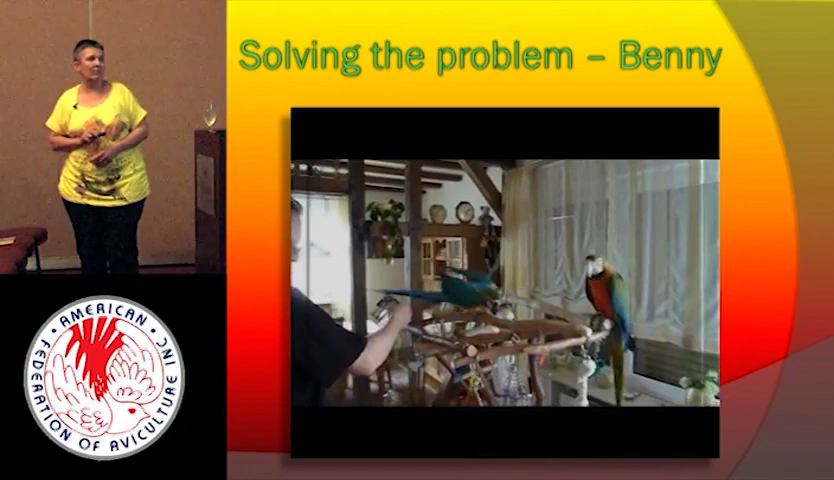 Solving the problem – Benny
AMERICAN
FEDERATION OF AVICULTURE INC